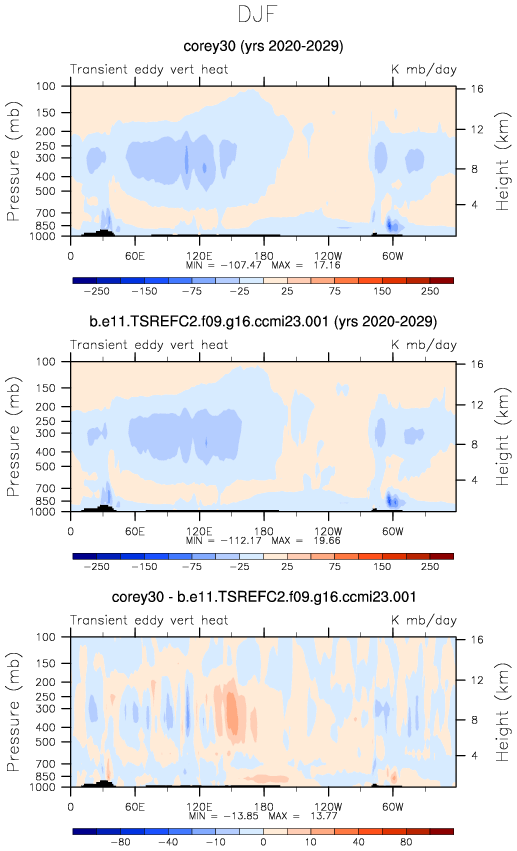 DJF
corey30 (yrs 2020-2029)
Transient eddy vert heat K mb/day
Pressure (mb)
100
200
250
300
400
500
700
850
1000
16
12
8
4
Height (km)
0 60E 120E 120W 60W
MIN = -107.47 MAX = 17.16
-250 -150 -75 -25 25 75 150 250
b.e11.TSREFC2.f09.g16.ccmi23.001 (yrs 2020-2029)
Transient eddy vert heat K mb/day
Pressure (mb)
100
200
250
300
400
500
700
850
1000
16
12
8
4
Height (km)
0 60E 120E 120W 60W
MIN = -112.17 MAX = 19.66
-250 -150 -75 -25 25 75 150 250
corey30 - b.e11.TSREFC2.f09.g16.ccmi23.001
Transient eddy vert heat K mb/day
Pressure (mb)
100
200
250
300
400
500
700
850
1000
16
12
8
4
Height (km)
0 60E 120E 120W 60W
MIN = -13.85 MAX = 13.77
-80 -40 -10 0 10 40 80